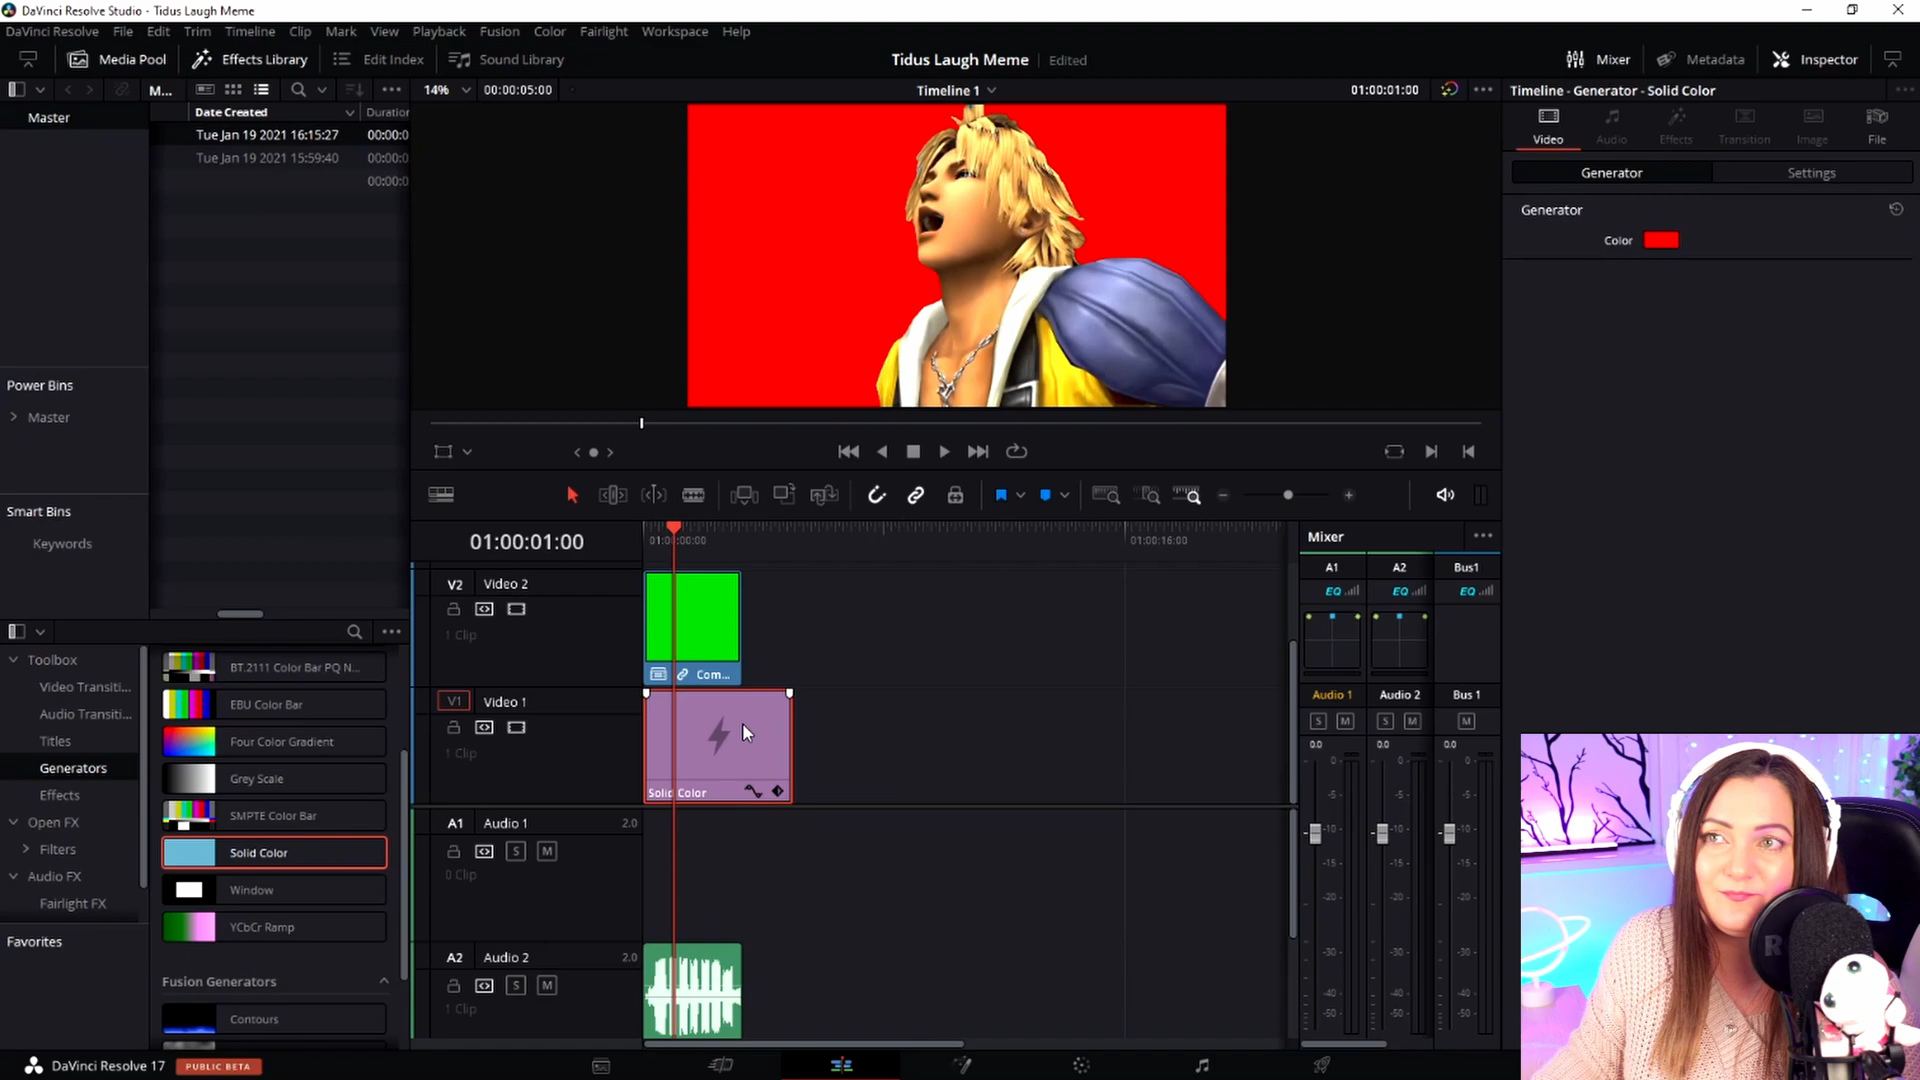 DaVinci Resolve Studio - Tidus Laugh Meme
DaVinci Resolve File Edit Trim Timeline Clip Mark View Playback Fusion Color Fairlight Workspace Help
Media Pool Effects Library Edit Index Sound Library Tidus Laugh Meme Edited Mixer Metadata Inspector
M... 14% 00:00:05:00 Timeline 1 01:00:01:00 Timeline - Generator - Solid Color
Master Date Created Duration
Tue Jan 19 2021 16:15:27 00:00:0
Tue Jan 19 2021 15:59:40 00:00:0
00:00:0
Video Audio Effects Transition Image File
Generator Settings
Generator
Color
Power Bins
Master
Smart Bins
Keywords
01:00:01:00
01:00:00:00 01:00:16:00
V2 Video 2
1 Clip
Com...
V1 Video 1
1 Clip
Solid Color
A1 Audio 1 2.0
S M
0 Clip
A2 Audio 2 2.0
S M
1 Clip
Mixer
A1 A2 Bus1
EQ EQ EQ
Audio 1 Audio 2 Bus 1
S M S M M
0.0 0.0 0.0
-5 -5 -5
-10 -10 -10
-15 -15 -15
-20 -20 -20
-30 -30 -30
-40 -40 -40
-50 -50 -50
Toolbox
Video Transiti...
Audio Transiti...
Titles
Generators
Effects
Open FX
Filters
Audio FX
Fairlight FX
Favorites
BT.2111 Color Bar PQ N...
EBU Color Bar
Four Color Gradient
Grey Scale
SMPTE Color Bar
Solid Color
Window
YCbCr Ramp
Fusion Generators
Contours
DaVinci Resolve 17 PUBLIC BETA